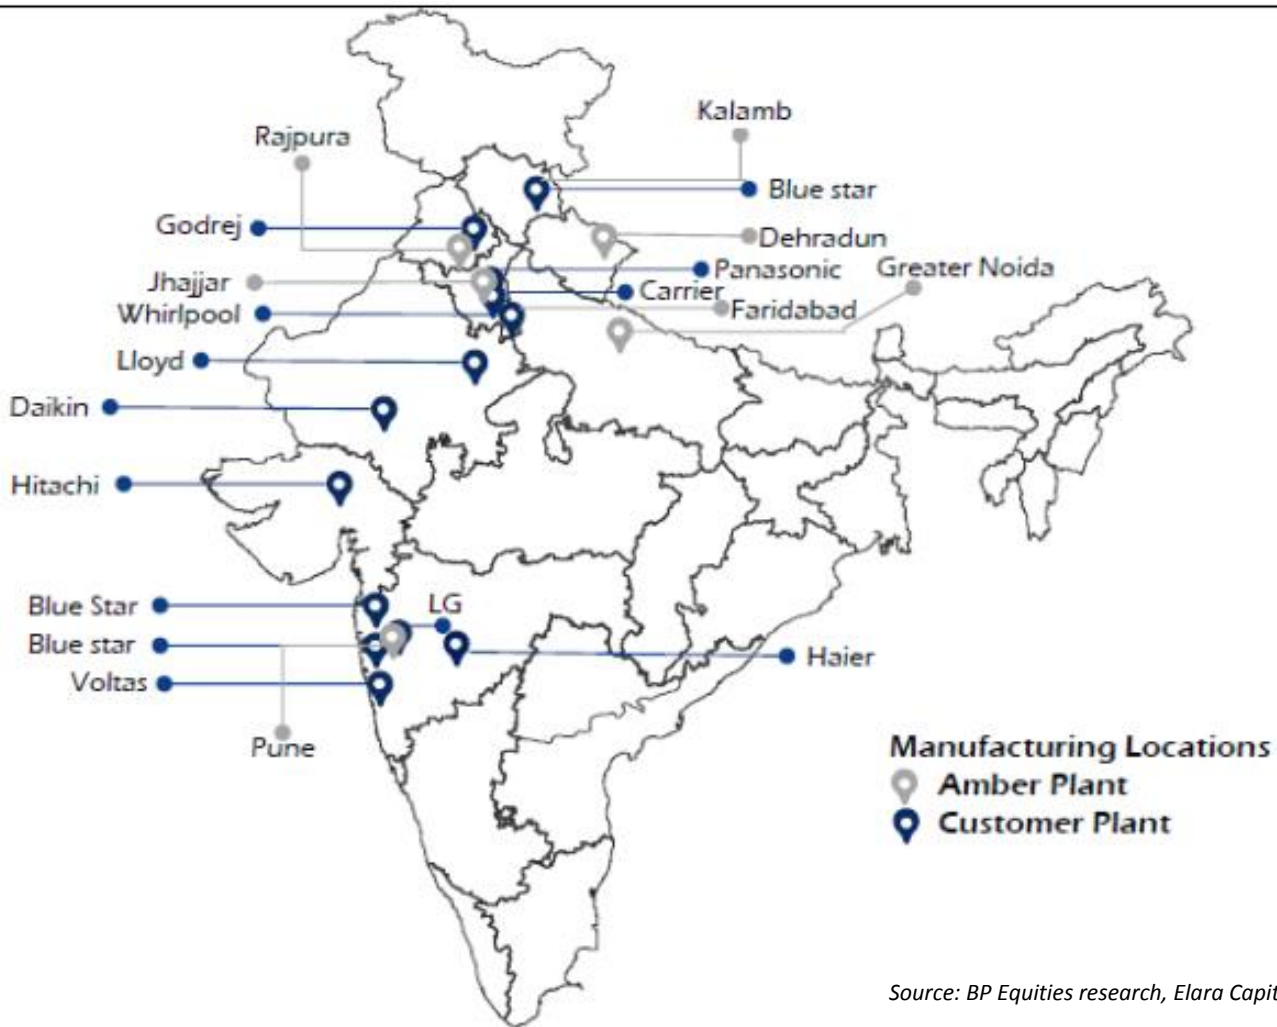 Kalamb
Rajpura
Blue star
Godrej
Dehradun
Panasonic
Greater Noida
Jhajjar
Carrier
Whirlpool
Faridabad
Lloyd
Daikin
Hitachi
Blue Star
LG
Blue star
Haier
Voltas
Pune
Manufacturing Locations
Amber Plant
Customer Plant
Source: BP Equities research, Elara Capit